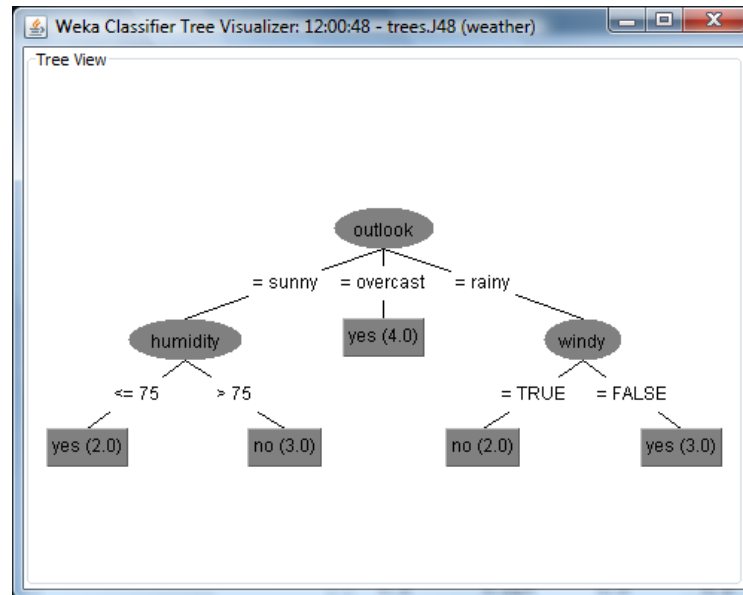 Weka Classifier Tree Visualizer: 12:00:48 - trees.J48 (weather)
Tree View
outlook
= sunny = overcast = rainy
humidity yes (4.0) windy
<= 75 > 75 = TRUE = FALSE
yes (2.0) no (3.0) no (2.0) yes (3.0)